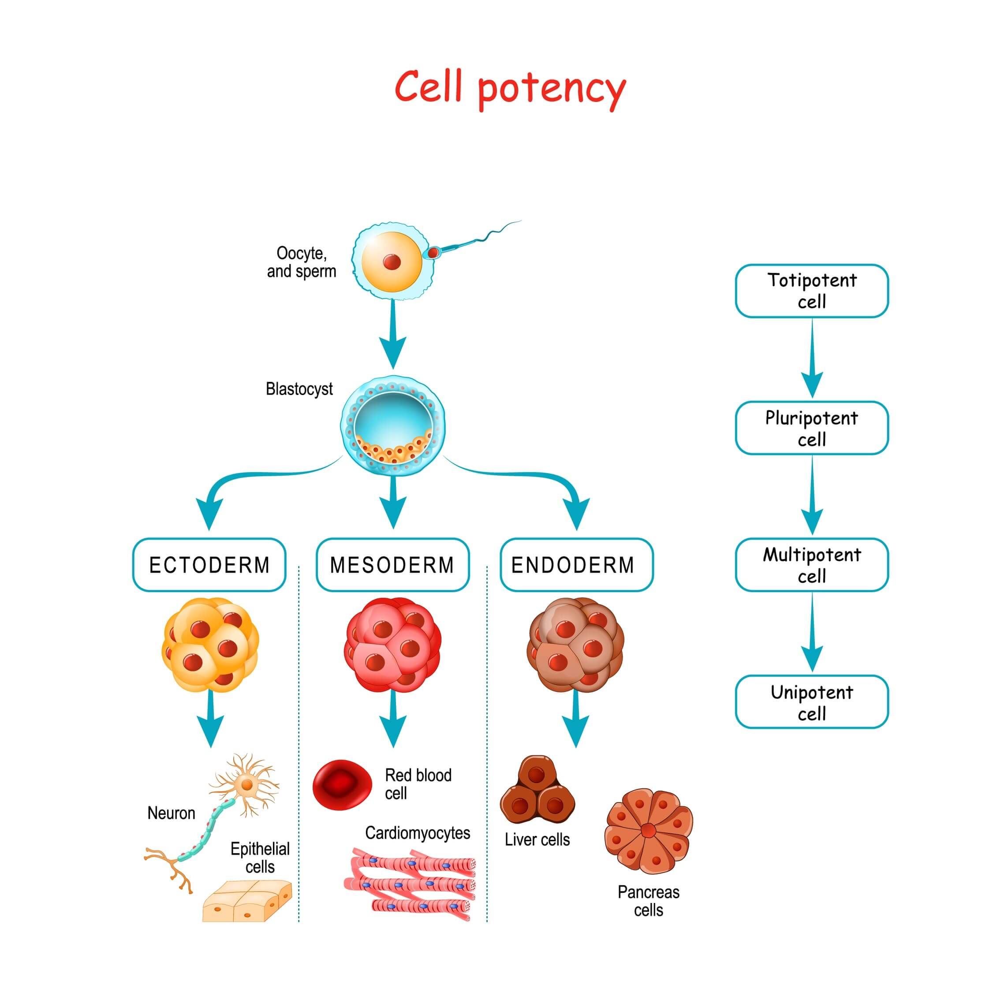 Cell potency
Oocyte,
and sperm
Totipotent
cell
Blastocyst
Pluripotent
cell
ECTODERM
MESODERM
ENDODERM
Multipotent
cell
Unipotent
cell
Neuron
Epithelial
cells
Red blood
cell
Cardiomyocytes
Liver cells
Pancreas
cells